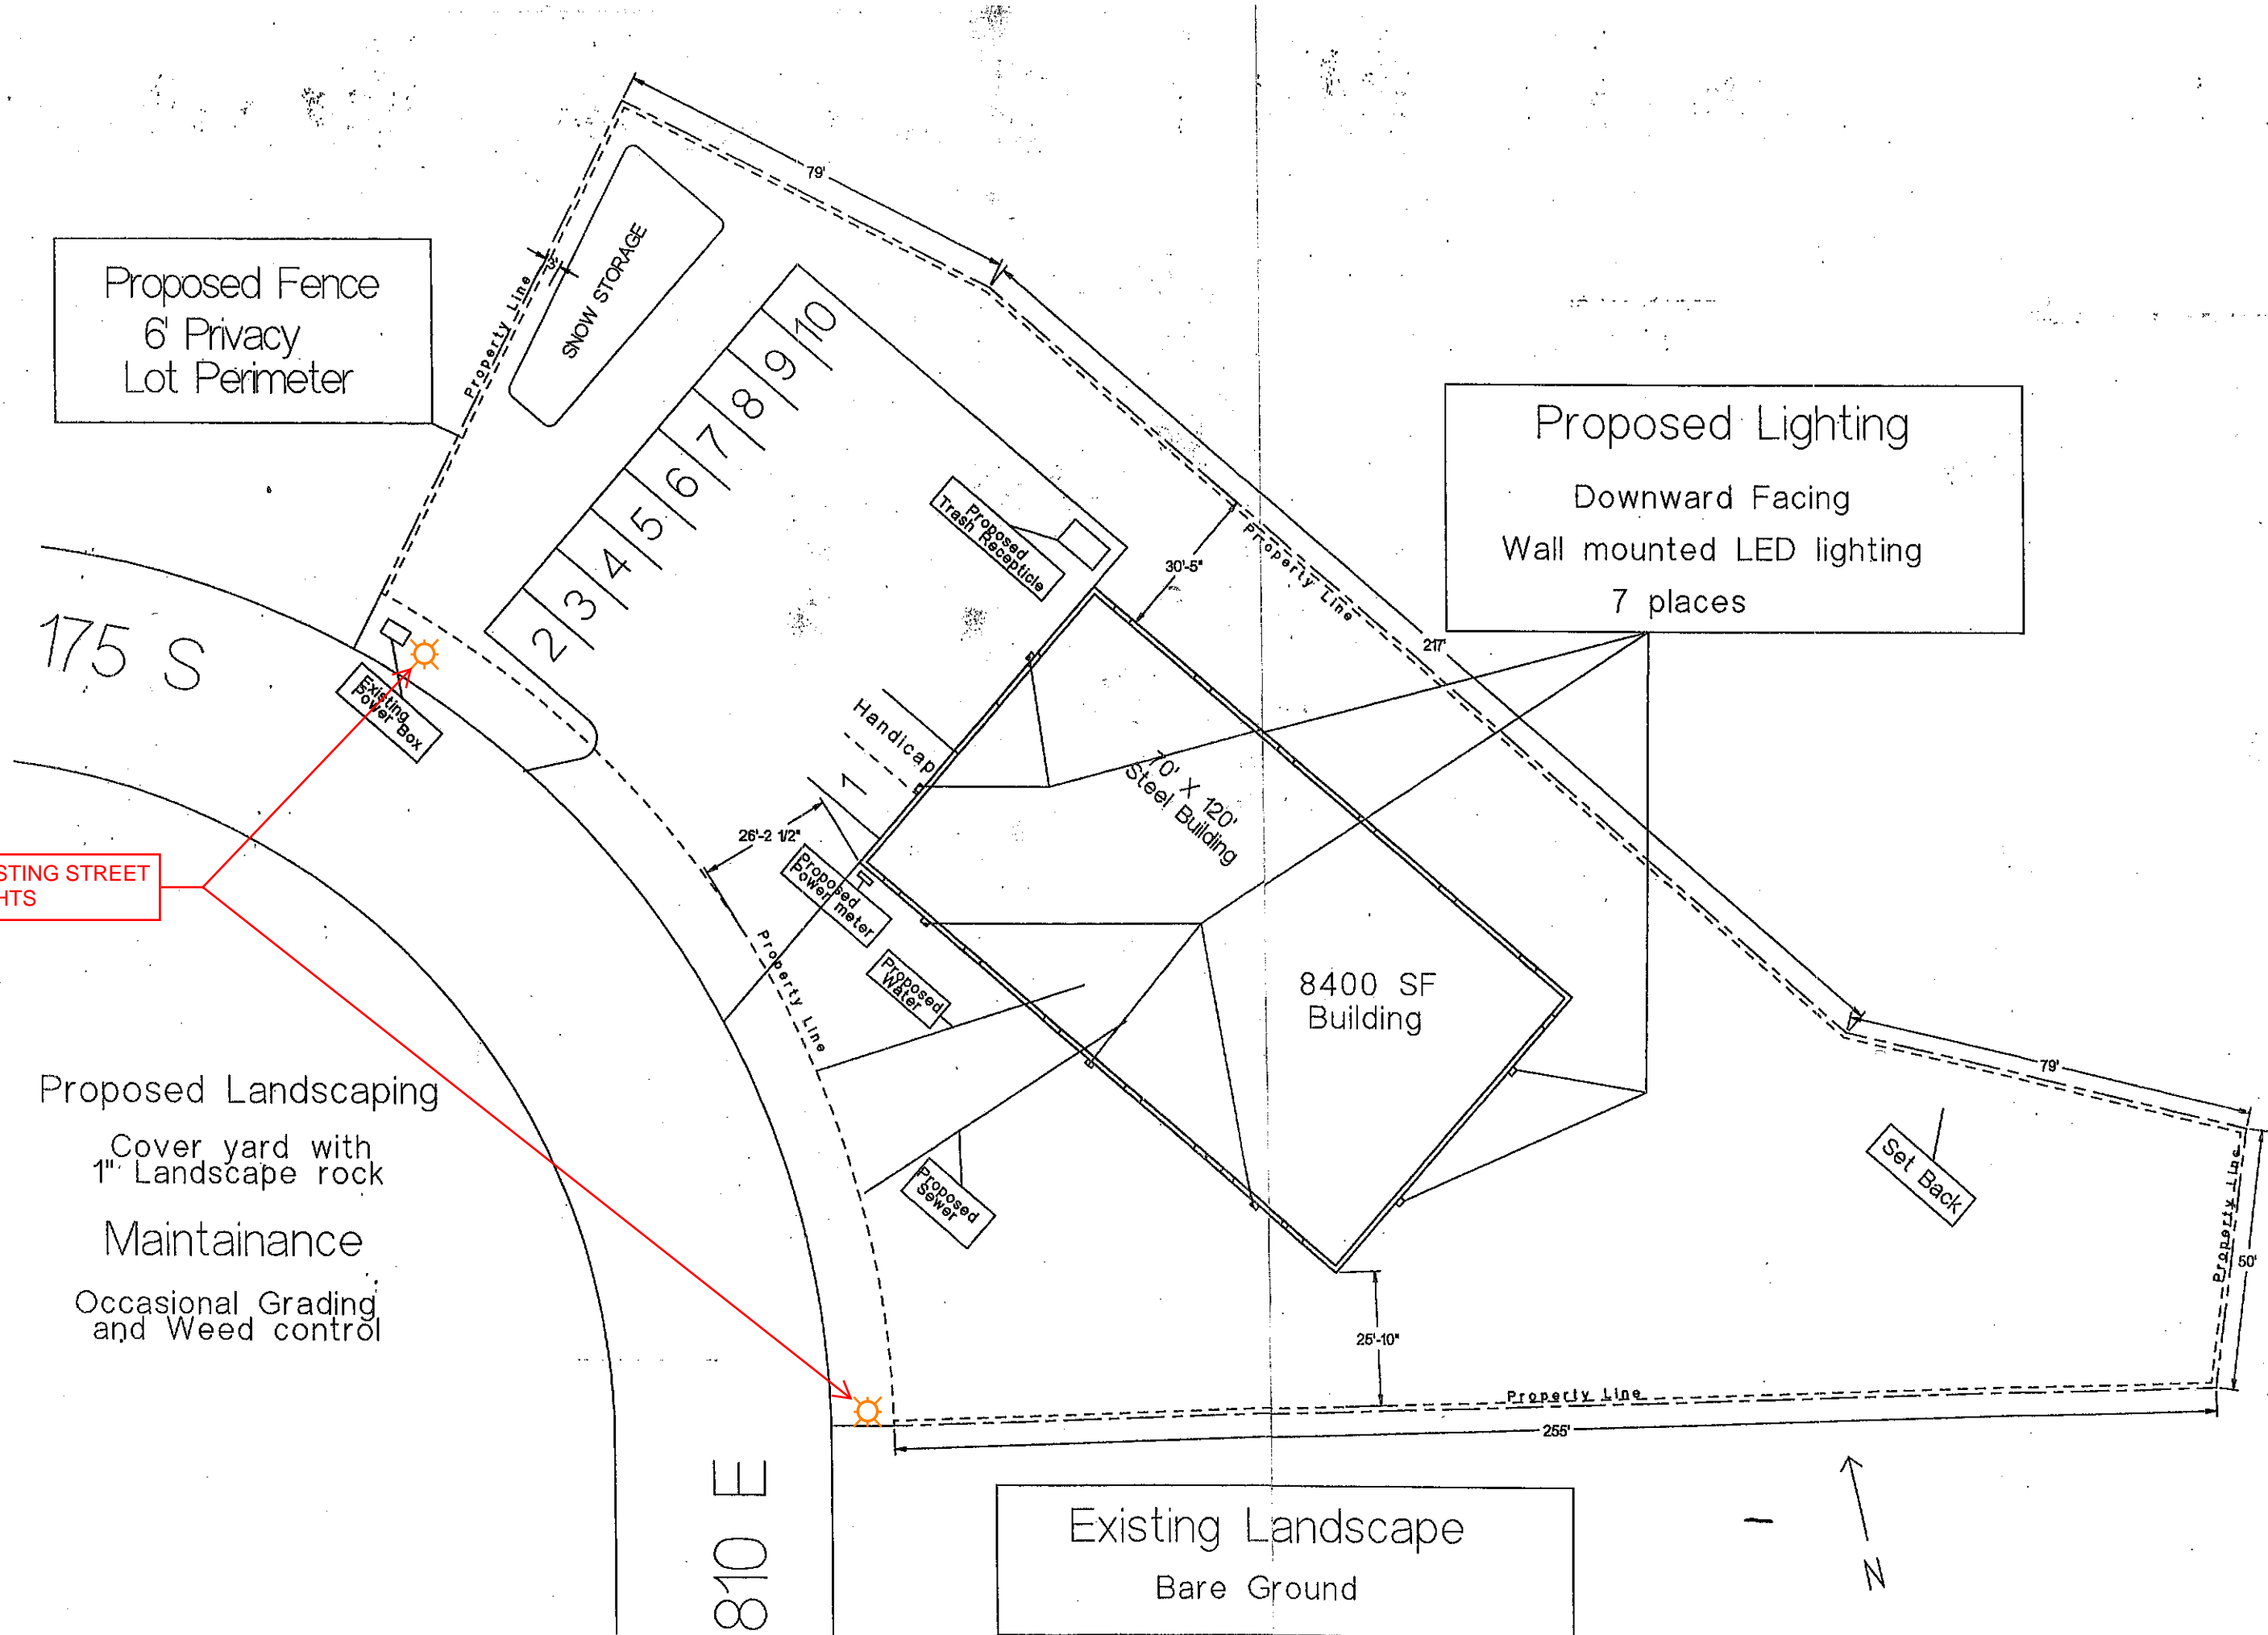 79'
Proposed Fence
6' Privacy
Lot Perimeter
3'
Property Line
SNOW STORAGE
10
9
8
7
6
5
4
3
2
Proposed
Trash Recepticle
30'-5"
Property Line
217'
Proposed Lighting
Downward Facing
Wall mounted LED lighting
7 places
175 S
Existing
Power Box
Handicap
1
26'-2 1/2"
Proposed
Power meter
70' X 120'
Steel Building
STING STREET
HTS
Property Line
Proposed
Water
8400 SF
Building
Proposed Landscaping
Cover yard with
1" Landscape rock
Maintainance
Occasional Grading
and Weed control
Proposed
Sewer
79'
Set Back
Property Line
50'
25'-10"
Property Line
255'
810 E
Existing Landscape
Bare Ground
N